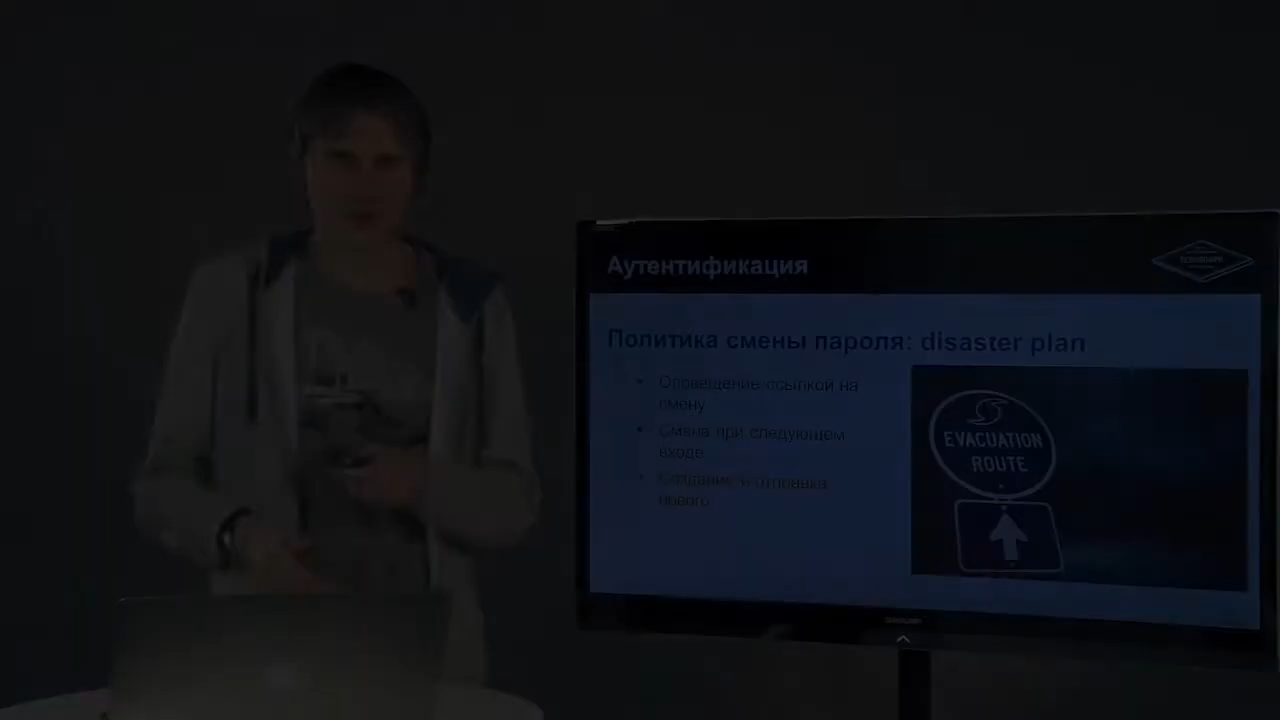 Аутентификация
Политика смены пароля: disaster plan
Оповещение ссылкой на
смену
Смена при следующем
входе
Создание и отправка
нового
EVACUATION
ROUTE